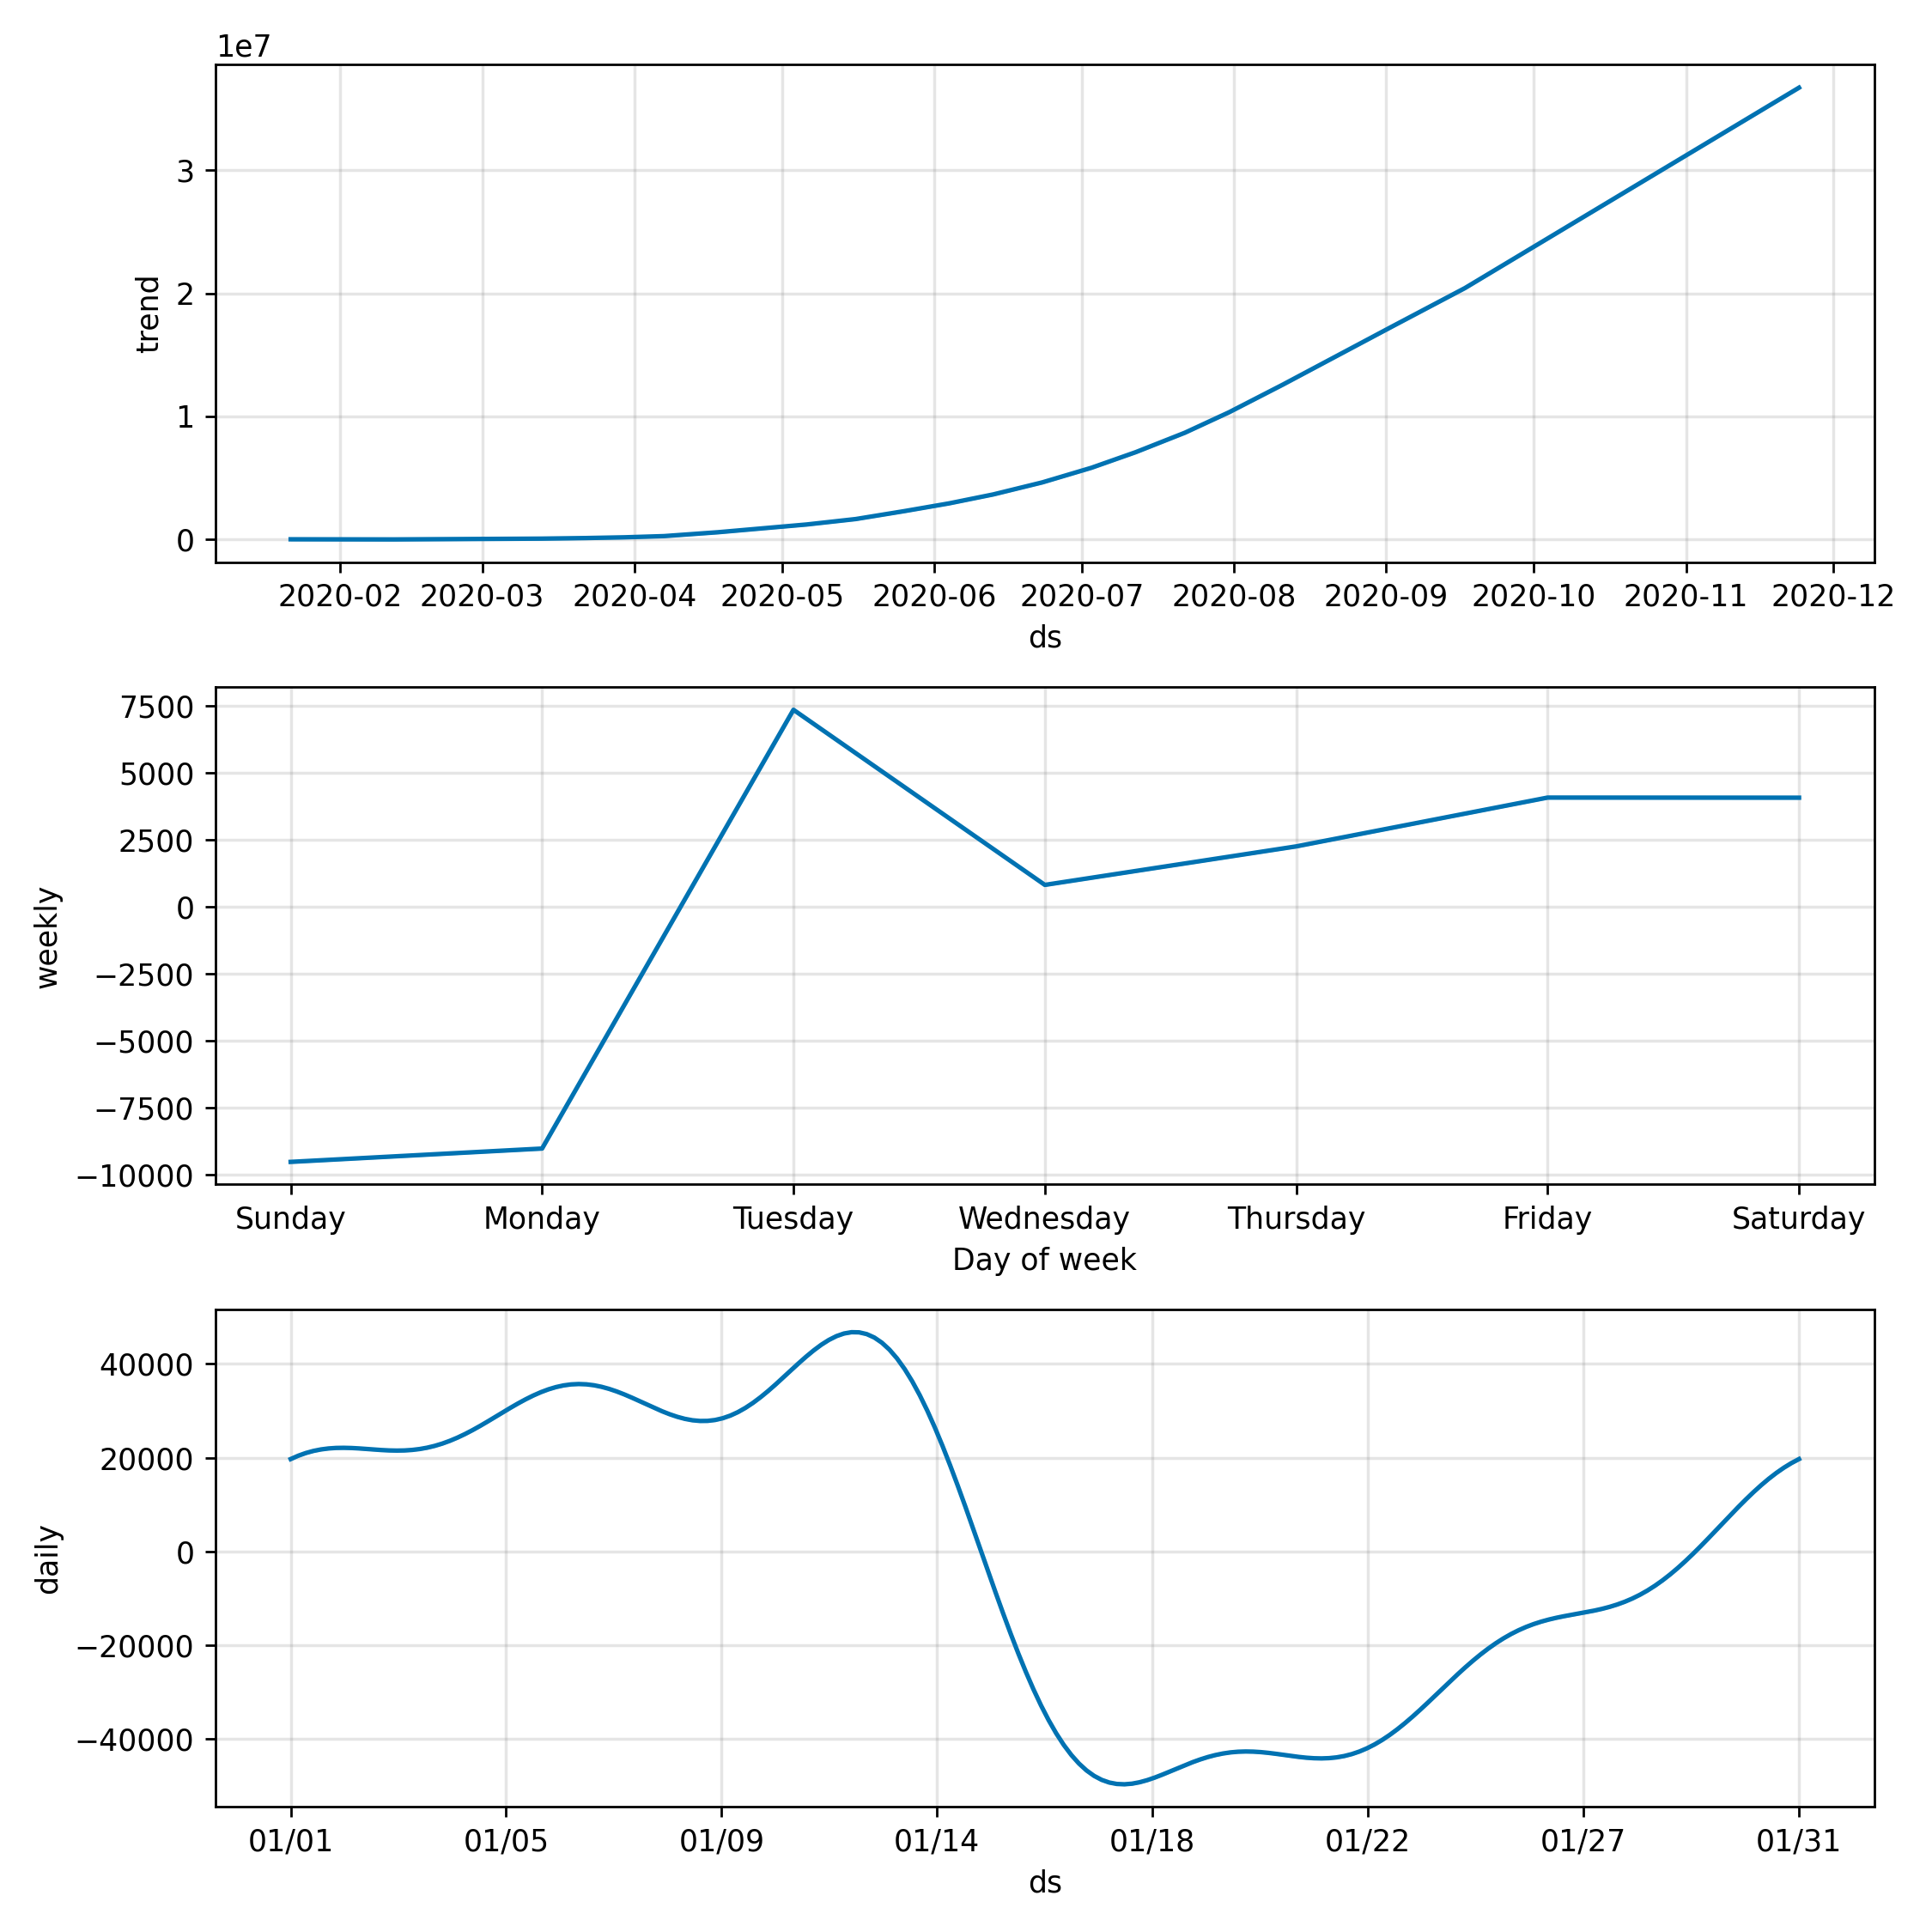 1e7
3
2
1
0
trend
2020-02 2020-03 2020-04 2020-05 2020-06 2020-07 2020-08 2020-09 2020-10 2020-11 2020-12
ds
7500
5000
2500
0
−2500
−5000
−7500
−10000
weekly
Sunday Monday Tuesday Wednesday Thursday Friday Saturday
Day of week
40000
20000
0
−20000
−40000
daily
01/01 01/05 01/09 01/14 01/18 01/22 01/27 01/31
ds